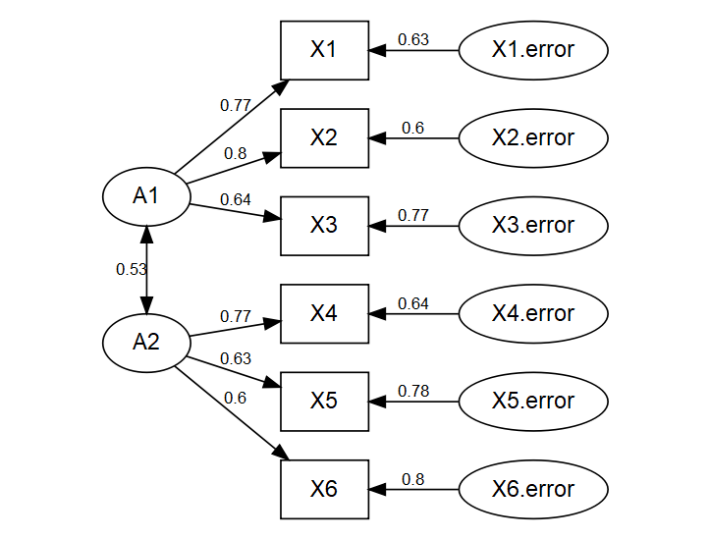 X1
0.63
X1.error
0.77
X2
0.6
X2.error
0.8
A1
0.64
X3
0.77
X3.error
0.53
A2
0.77
X4
0.64
X4.error
0.63
X5
0.78
X5.error
0.6
X6
0.8
X6.error